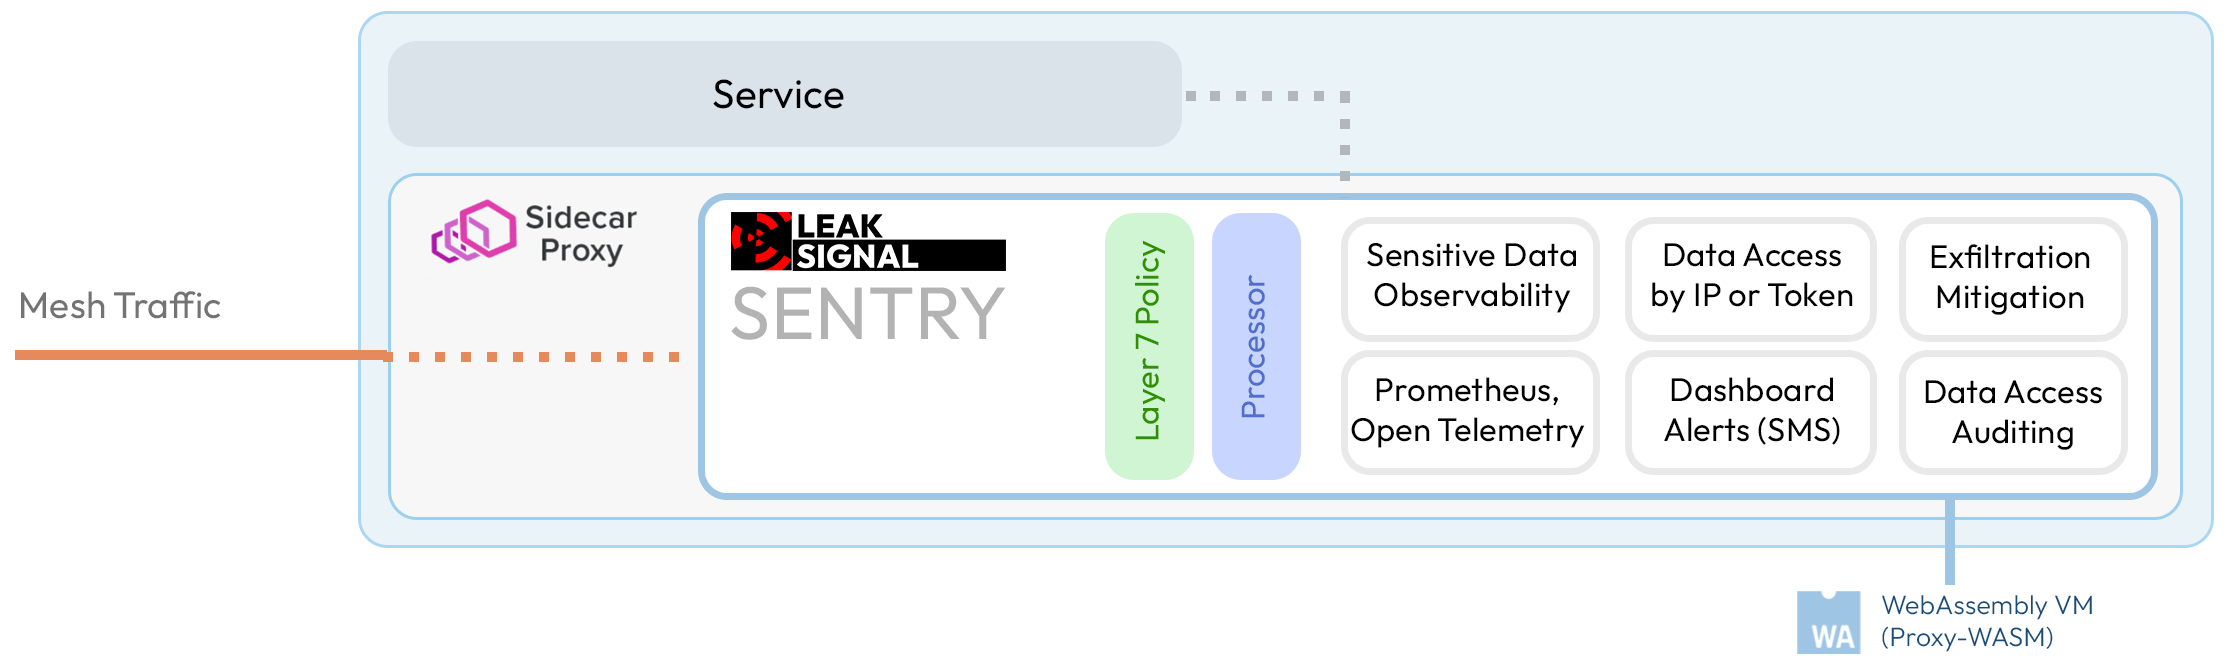 Service
Sidecar
Proxy
Mesh Traffic
LEAK
SIGNAL
SENTRY
Layer 7 Policy
Processor
Sensitive Data
Observability
Data Access
by IP or Token
Exfiltration
Mitigation
Prometheus,
Open Telemetry
Dashboard
Alerts (SMS)
Data Access
Auditing
WA
WebAssembly VM
(Proxy-WASM)